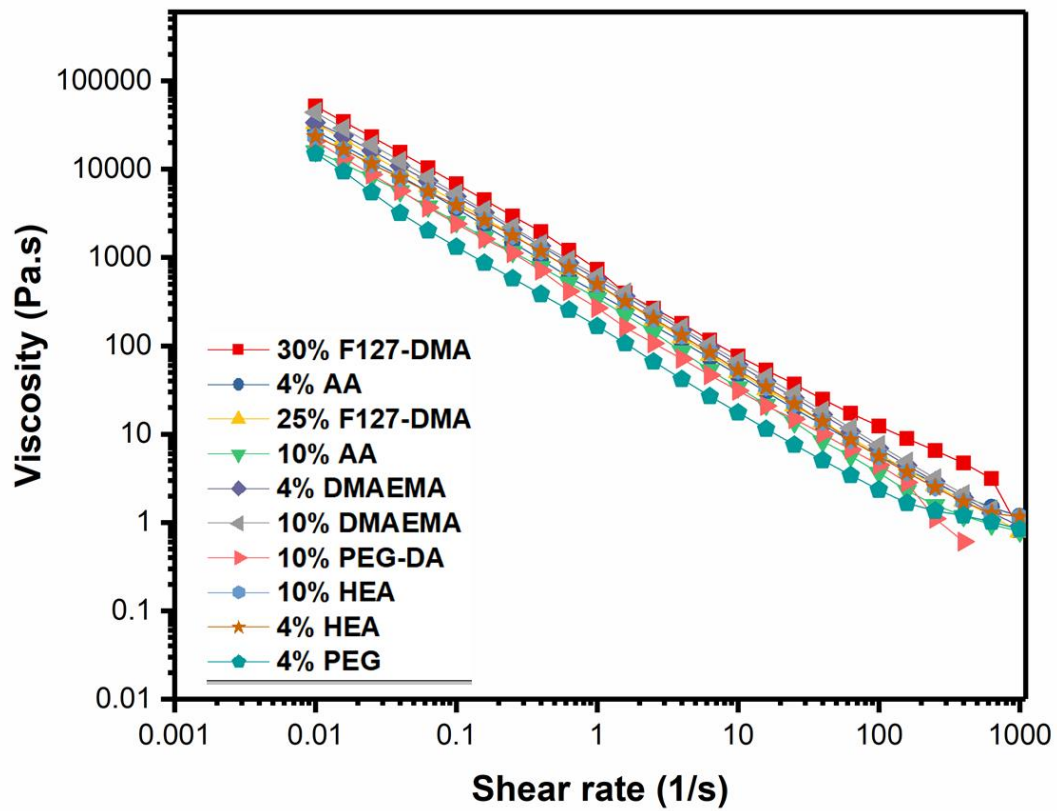 Viscosity (Pa.s)
100000
10000
1000
100
10
1
0.1
0.01
30% F127-DMA
4% AA
25% F127-DMA
10% AA
4% DMAEMA
10% DMAEMA
10% PEG-DA
10% HEA
4% HEA
4% PEG
0.001 0.01 0.1 1 10 100 1000
Shear rate (1/s)